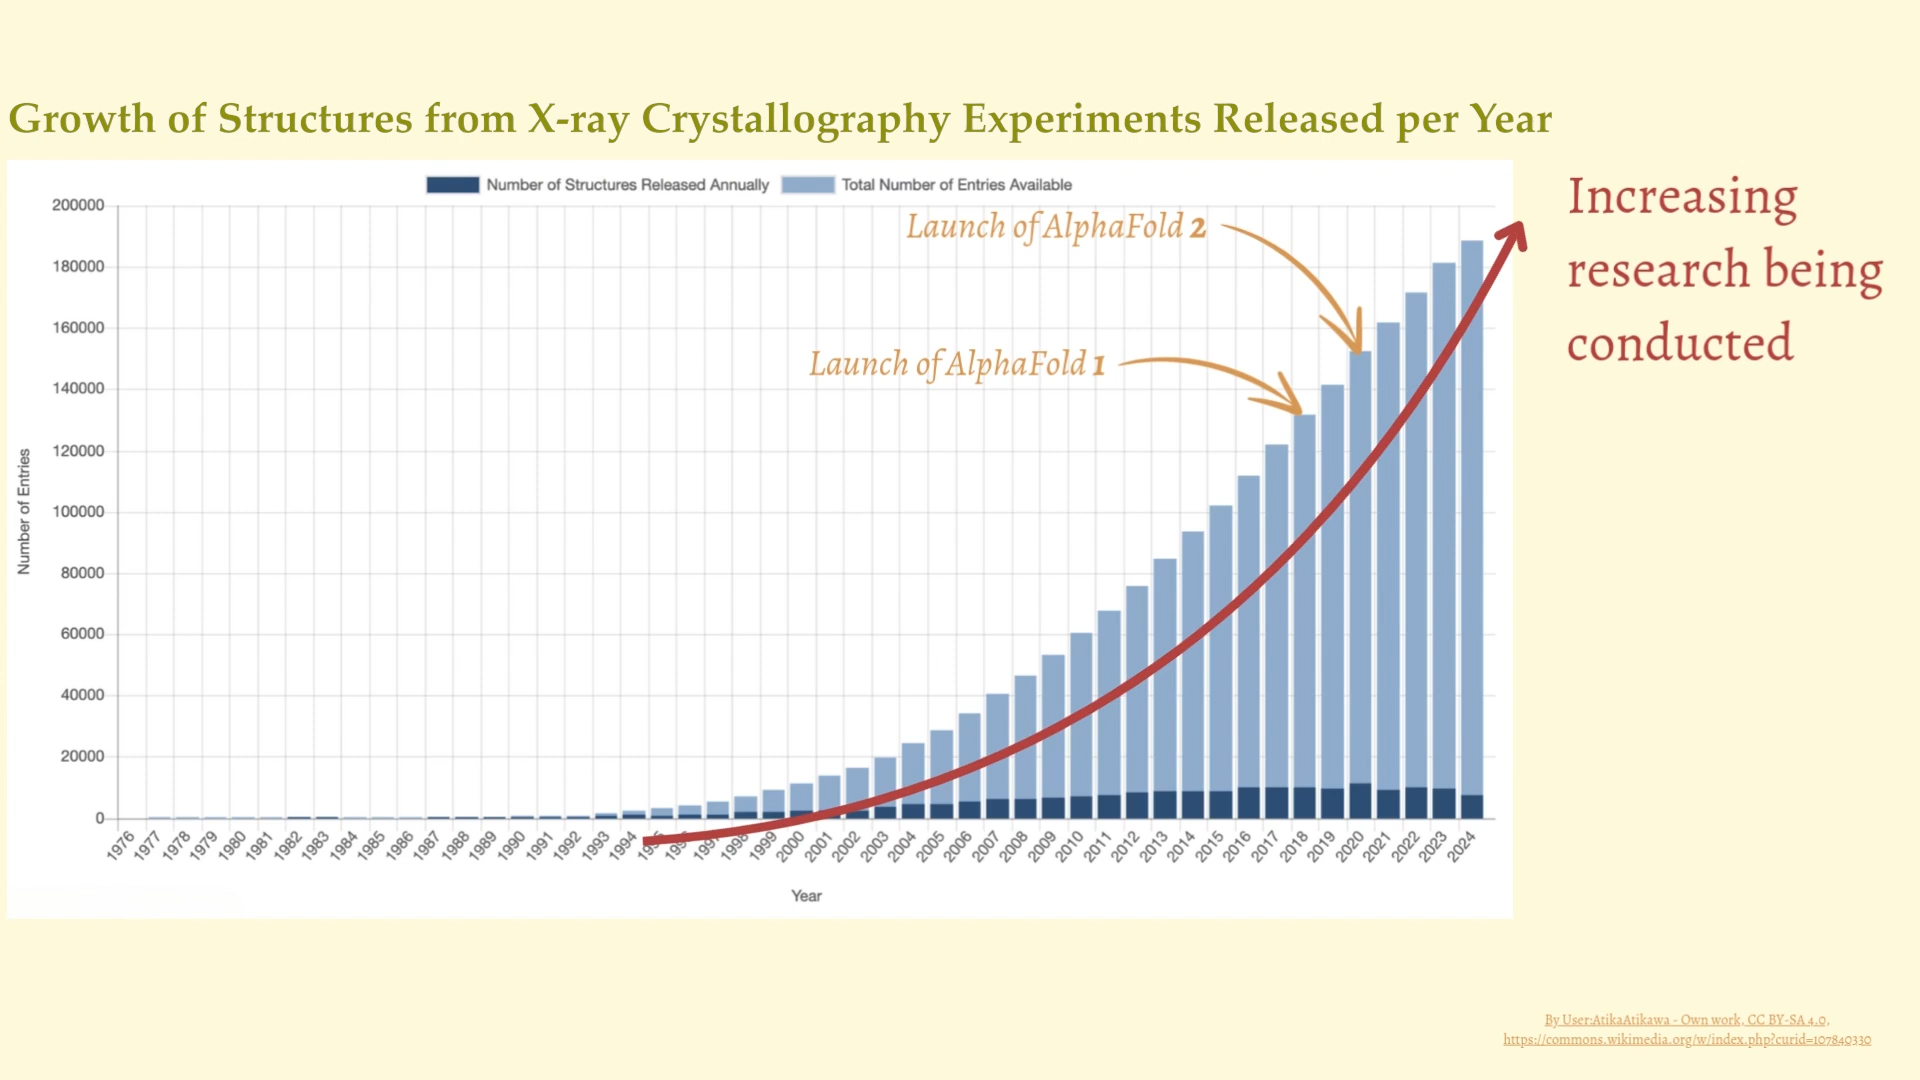 Growth of Structures from X-ray Crystallography Experiments Released per Year
Number of Structures Released Annually
Total Number of Entries Available
Increasing
research being
conducted
Launch of AlphaFold 2
Launch of AlphaFold 1
Number of Entries
200000
180000
160000
140000
120000
100000
80000
60000
40000
20000
0
1976 1977 1978 1979 1980 1981 1982 1983 1984 1985 1986 1987 1988 1989 1990 1991 1992 1993 1994 1995 1996 1997 1998 1999 2000 2001 2002 2003 2004 2005 2006 2007 2008 2009 2010 2011 2012 2013 2014 2015 2016 2017 2018 2019 2020 2021 2022 2023 2024
Year
By User:AtikaAtikawa - Own work, CC BY-SA 4.0,
https://commons.wikimedia.org/w/index.php?curid=107840330